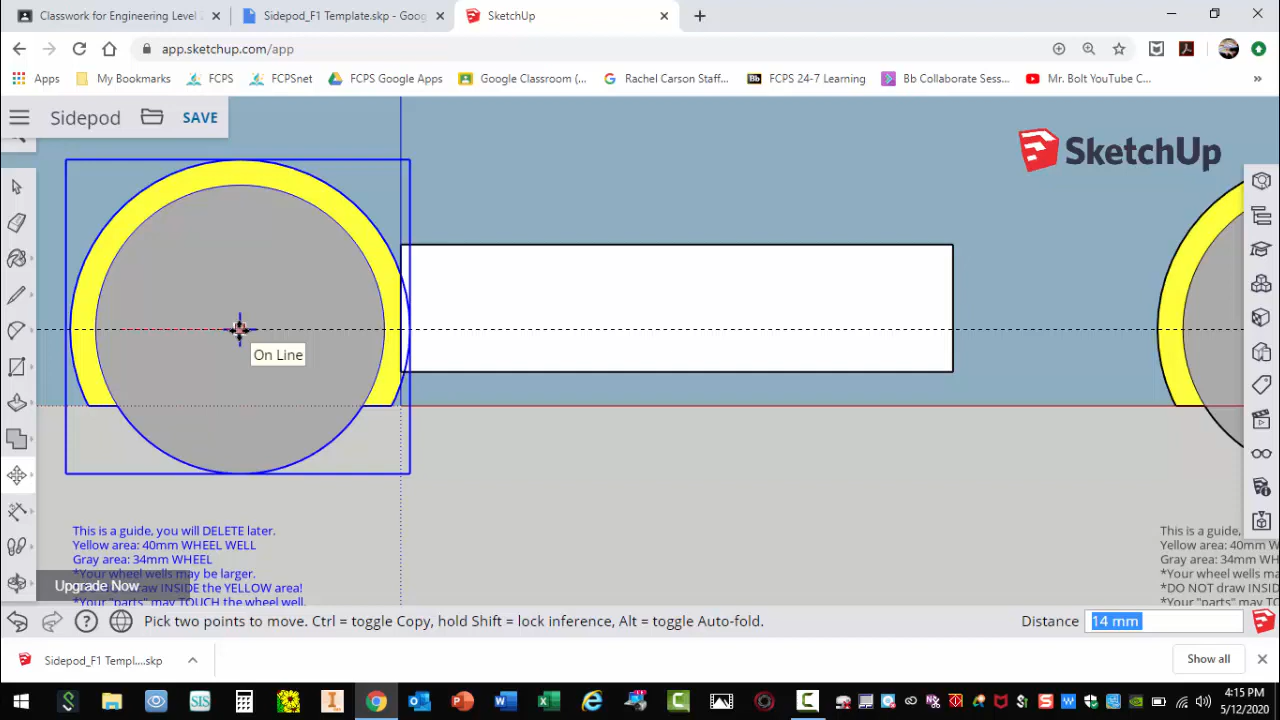 Classwork for Engineering Level
Sidepod_F1 Template.skp - Goog
SketchUp
app.sketchup.com/app
Apps
My Bookmarks
FCPS
FCPSnet
FCPS Google Apps
Google Classroom (...
Rachel Carson Staff...
Bb
FCPS 24-7 Learning
Bb Collaborate Sess...
Mr. Bolt YouTube C...
»
Sidepod
SAVE
SketchUp
On Line
This is a guide, you will DELETE later.
Yellow area: 40mm WHEEL WELL
Gray area: 34mm WHEEL
*Your wheel wells may be larger.
draw INSIDE the YELLOW area!
*Your "parts" may TOUCH the wheel well.
This is a guide, yo
Yellow area: 40mm W
Gray area: 34mm WH
*Your wheel wells ma
*DO NOT draw INSID
*Your "parts" may TO
Upgrade Now
Pick two points to move. Ctrl = toggle Copy, hold Shift = lock inference, Alt = toggle Auto-fold.
Distance
14 mm
Sidepod_F1 Templ....skp
Show all
SIS
4:15 PM
5/12/2020